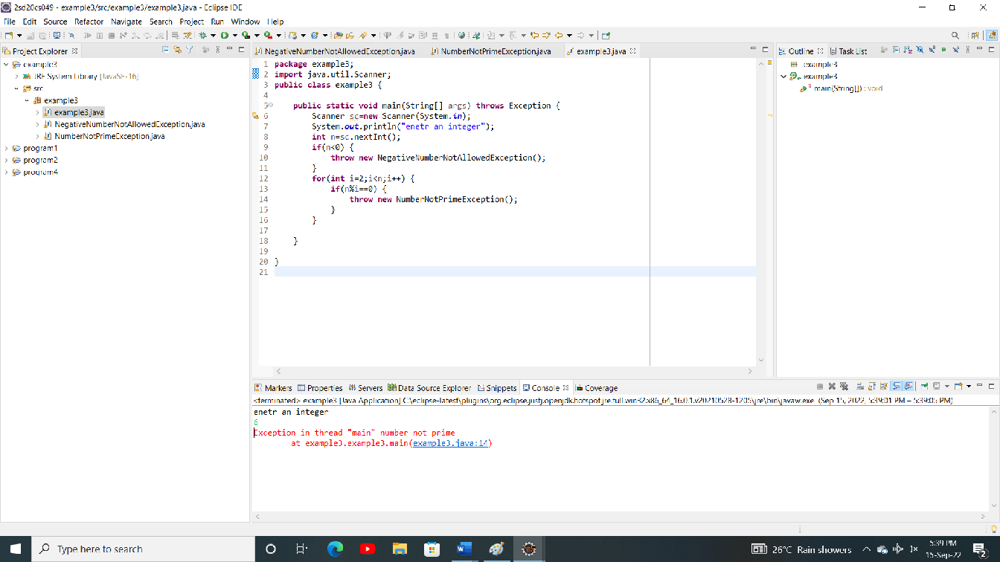 2sd20cs049 - example3/src/example3/example3.java - Eclipse IDE
File Edit Source Refactor Navigate Search Project Run Window Help
Project Explorer
example3
JRE System Library [JavaSE-16]
src
example3
example3.java
NegativeNumberNotAllowedException.java
NumberNotPrimeException.java
program1
program2
program4
NegativeNumberNotAllowedException.java NumberNotPrimeException.java example3.java
1 package example3;
2 import java.util.Scanner;
3 public class example3 {
4
5 public static void main(String[] args) throws Exception {
6 Scanner sc=new Scanner(System.in);
7 System.out.println("enetr an integer");
8 int n=sc.nextInt();
9 if(n<0) {
10 throw new NegativeNumberNotAllowedException();
11 }
12 for(int i=2;i<n;i++) {
13 if(n%i==0) {
14 throw new NumberNotPrimeException();
15 }
16 }
17
18 }
19
20 }
21
Outline Task List
example3
example3
main(String[]) : void
Markers Properties Servers Data Source Explorer Snippets Console Coverage
<terminated> example3 [Java Application] C:\eclipse-latest\plugins\org.eclipse.justj.openjdk.hotspot.jre.full.win32.x86_64_16.0.1.v20210528-1205\jre\bin\javaw.exe (Sep 15, 2022, 5:39:01 PM – 5:39:05 PM)
enetr an integer
6
Exception in thread "main" number not prime
at example3.example3.main(example3.java:14)
Type here to search
26°C Rain showers
5:39 PM
15-Sep-22
2